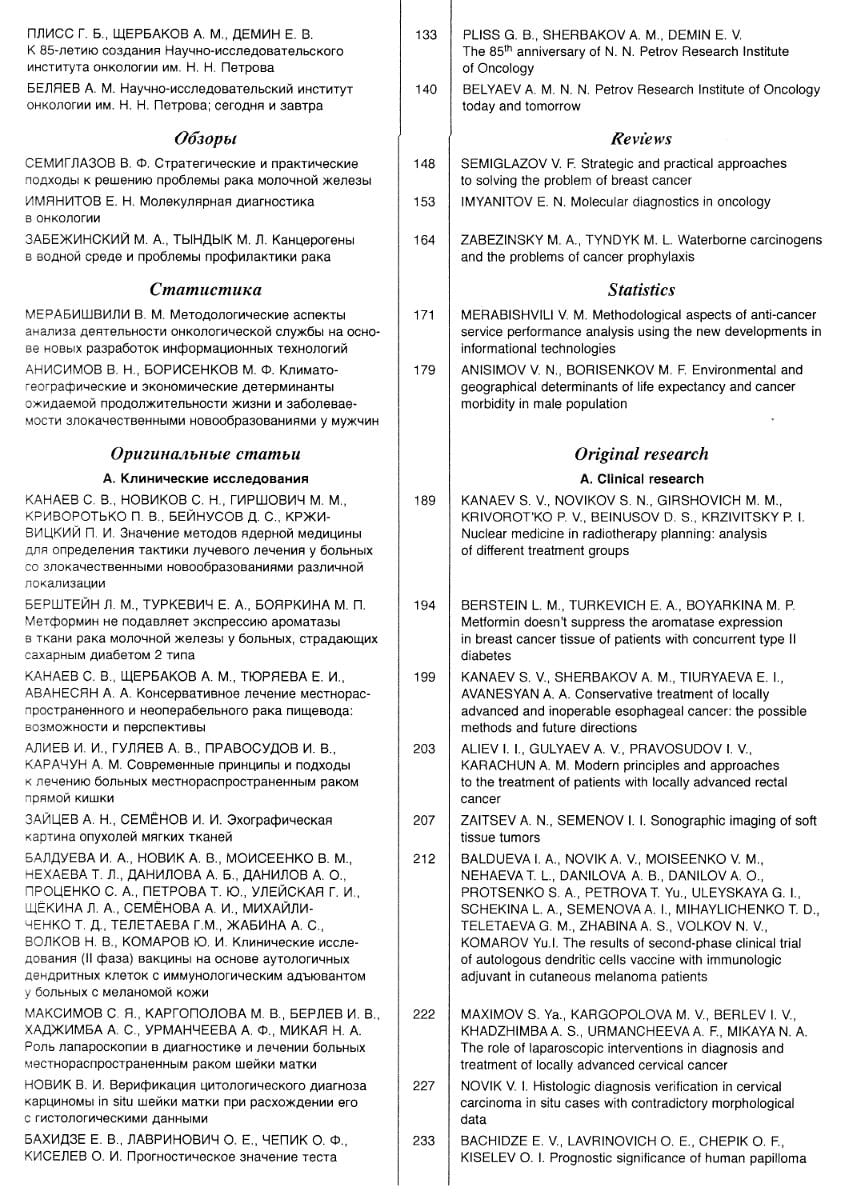 ПЛИСС Г. Б., ЩЕРБАКОВ А. М., ДЕМИН Е. В.
К 85-летию создания Научно-исследовательского
института онкологии им. Н. Н. Петрова
133
PLISS G. B., SHERBAKOV A. M., DEMIN E. V.
The 85th anniversary of N. N. Petrov Research Institute
of Oncology
БЕЛЯЕВ А. М. Научно-исследовательский институт
онкологии им. Н. Н. Петрова; сегодня и завтра
140
BELYAEV A. M. N. N. Petrov Research Institute of Oncology
today and tomorrow
Обзоры
Reviews
СЕМИГЛАЗОВ В. Ф. Стратегические и практические
подходы к решению проблемы рака молочной железы
148
SEMIGLAZOV V. F. Strategic and practical approaches
to solving the problem of breast cancer
ИМЯНИТОВ Е. Н. Молекулярная диагностика
в онкологии
153
IMYANITOV E. N. Molecular diagnostics in oncology
ЗАБЕЖИНСКИЙ М. А., ТЫНДЫК М. Л. Канцерогены
в водной среде и проблемы профилактики рака
164
ZABEZINSKY M. A., TYNDYK M. L. Waterborne carcinogens
and the problems of cancer prophylaxis
Статистика
Statistics
МЕРАБИШВИЛИ В. М. Методологические аспекты
анализа деятельности онкологической службы на осно-
ве новых разработок информационных технологий
171
MERABISHVILI V. M. Methodological aspects of anti-cancer
service performance analysis using the new developments in
informational technologies
АНИСИМОВ В. Н., БОРИСЕНКОВ М. Ф. Климато-
географические и экономические детерминанты
ожидаемой продолжительности жизни и заболевае-
мости злокачественными новообразованиями у мужчин
179
ANISIMOV V. N., BORISENKOV M. F. Environmental and
geographical determinants of life expectancy and cancer
morbidity in male population
Оригинальные статьи
Original research
А. Клинические исследования
A. Clinical research
КАНАЕВ С. В., НОВИКОВ С. Н., ГИРШОВИЧ М. М.,
КРИВОРОТЬКО П. В., БЕЙНУСОВ Д. С., КРЖИ-
ВИЦКИЙ П. И. Значение методов ядерной медицины
для определения тактики лучевого лечения у больных
со злокачественными новообразованиями различной
локализации
189
KANAEV S. V., NOVIKOV S. N., GIRSHOVICH M. M.,
KRIVOROT'KO P. V., BEINUSOV D. S., KRZIVITSKY P. I.
Nuclear medicine in radiotherapy planning: analysis
of different treatment groups
БЕРШТЕЙН Л. М., ТУРКЕВИЧ Е. А., БОЯРКИНА М. П.
Метформин не подавляет экспрессию ароматазы
в ткани рака молочной железы у больных, страдающих
сахарным диабетом 2 типа
194
BERSTEIN L. M., TURKEVICH E. A., BOYARKINA M. P.
Metformin doesn't suppress the aromatase expression
in breast cancer tissue of patients with concurrent type II
diabetes
КАНАЕВ С. В., ЩЕРБАКОВ А. М., ТЮРЯЕВА Е. И.,
АВАНЕСЯН А. А. Консервативное лечение местнорас-
пространенного и неоперабельного рака пищевода:
возможности и перспективы
199
KANAEV S. V., SHERBAKOV A. M., TIURYAEVA E. I.,
AVANESYAN A. A. Conservative treatment of locally
advanced and inoperable esophageal cancer: the possible
methods and future directions
АЛИЕВ И. И., ГУЛЯЕВ А. В., ПРАВОСУДОВ И. В.,
КАРАЧУН А. М. Современные принципы и подходы
к лечению больных местнораспространенным раком
прямой кишки
203
ALIEV I. I., GULYAEV A. V., PRAVOSUDOV I. V.,
KARACHUN A. M. Modern principles and approaches
to the treatment of patients with locally advanced rectal
cancer
ЗАЙЦЕВ А. Н., СЕМЁНОВ И. И. Эхографическая
картина опухолей мягких тканей
207
ZAITSEV A. N., SEMENOV I. I. Sonographic imaging of soft
tissue tumors
БАЛДУЕВА И. А., НОВИК А. В., МОИСЕЕНКО В. М.,
НЕХАЕВА Т. Л., ДАНИЛОВА А. Б., ДАНИЛОВ А. О.,
ПРОЦЕНКО С. А., ПЕТРОВА Т. Ю., УЛЕЙСКАЯ Г. И.,
ЩЁКИНА Л. А., СЕМЁНОВА А. И., МИХАЙЛИ-
ЧЕНКО Т. Д., ТЕЛЕТАЕВА Г.М., ЖАБИНА А. С.,
ВОЛКОВ Н. В., КОМАРОВ Ю. И. Клинические иссле-
дования (II фаза) вакцины на основе аутологичных
дендритных клеток с иммунологическим адъювантом
у больных с меланомой кожи
212
BALDUEVA I. A., NOVIK A. V., MOISEENKO V. M.,
NEHAEVA T. L., DANILOVA A. B., DANILOV A. O.,
PROTSENKO S. A., PETROVA T. Yu., ULEYSKAYA G. I.,
SCHEKINA L. A., SEMENOVA A. I., MIHAYLICHENKO T. D.,
TELETAEVA G. M., ZHABINA A. S., VOLKOV N. V.,
KOMAROV Yu.I. The results of second-phase clinical trial
of autologous dendritic cells vaccine with immunologic
adjuvant in cutaneous melanoma patients
МАКСИМОВ С. Я., КАРГОПОЛОВА М. В., БЕРЛЕВ И. В.,
ХАДЖИМБА А. С., УРМАНЧЕЕВА А. Ф., МИКАЯ Н. А.
Роль лапароскопии в диагностике и лечении больных
местнораспространенным раком шейки матки
222
MAXIMOV S. Ya., KARGOPOLOVA M. V., BERLEV I. V.,
KHADZHIMBA A. S., URMANCHEEVA A. F., MIKAYA N. A.
The role of laparoscopic interventions in diagnosis and
treatment of locally advanced cervical cancer
НОВИК В. И. Верификация цитологического диагноза
карциномы in situ шейки матки при расхождении его
с гистологическими данными
227
NOVIK V. I. Histologic diagnosis verification in cervical
carcinoma in situ cases with contradictory morphological
data
БАХИДЗЕ Е. В., ЛАВРИНОВИЧ О. Е., ЧЕПИК О. Ф.,
КИСЕЛЕВ О. И. Прогностическое значение теста
233
BACHIDZE E. V., LAVRINOVICH O. E., CHEPIK O. F.,
KISELEV O. I. Prognostic significance of human papilloma